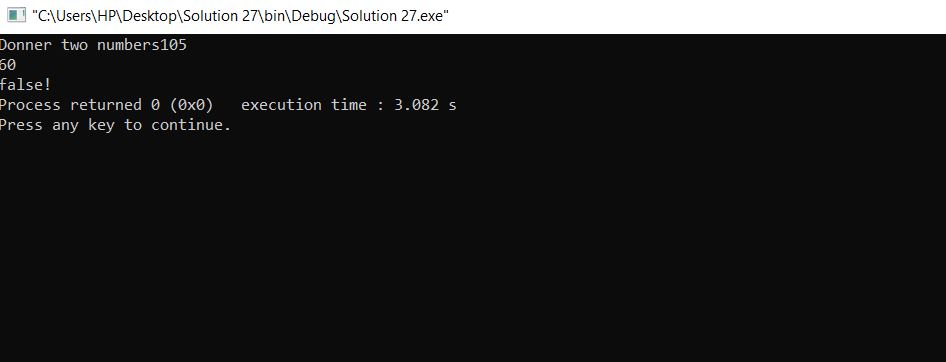 "C:\Users\HP\Desktop\Solution 27\bin\Debug\Solution 27.exe"
Donner two numbers105
60
false!
Process returned 0 (0x0)   execution time : 3.082 s
Press any key to continue.